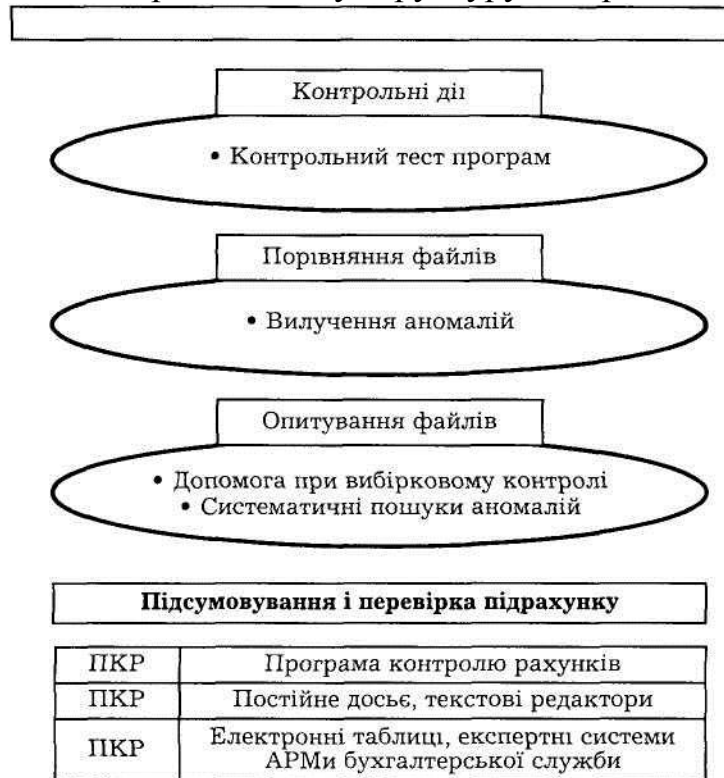 Контрольні дії
• Контрольний тест програм
Порівняння файлів
• Вилучення аномалій
Опитування файлів
• Допомога при вибірковому контролі
• Систематичні пошуки аномалій
Підсумовування і перевірка підрахунку
ПКР Програма контролю рахунків
ПКР Постійне досьє, текстові редактори
ПКР Електронні таблиці, експертні системи
АРМи бухгалтерської служби